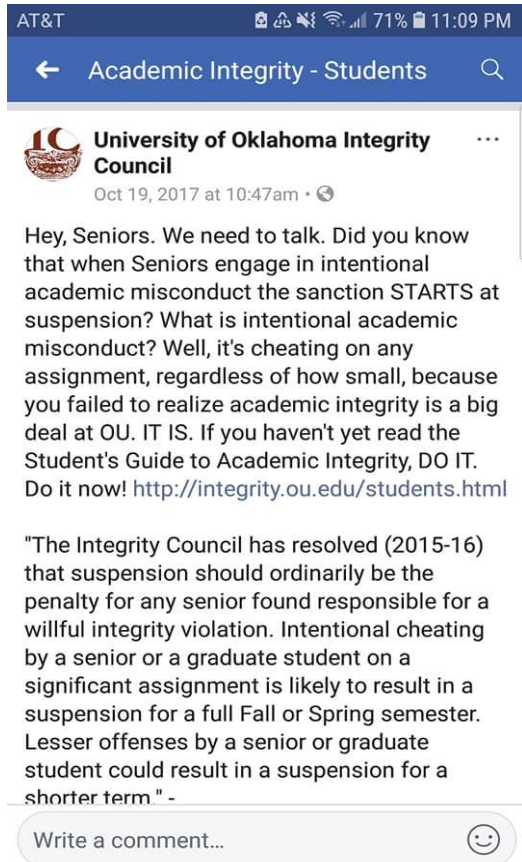 AT&T 71% 11:09 PM
Academic Integrity - Students
IC
University of Oklahoma Integrity
Council
Oct 19, 2017 at 10:47am •
Hey, Seniors. We need to talk. Did you know
that when Seniors engage in intentional
academic misconduct the sanction STARTS at
suspension? What is intentional academic
misconduct? Well, it's cheating on any
assignment, regardless of how small, because
you failed to realize academic integrity is a big
deal at OU. IT IS. If you haven't yet read the
Student's Guide to Academic Integrity, DO IT.
Do it now! http://integrity.ou.edu/students.html
"The Integrity Council has resolved (2015-16)
that suspension should ordinarily be the
penalty for any senior found responsible for a
willful integrity violation. Intentional cheating
by a senior or a graduate student on a
significant assignment is likely to result in a
suspension for a full Fall or Spring semester.
Lesser offenses by a senior or graduate
student could result in a suspension for a
shorter term." -
Write a comment...